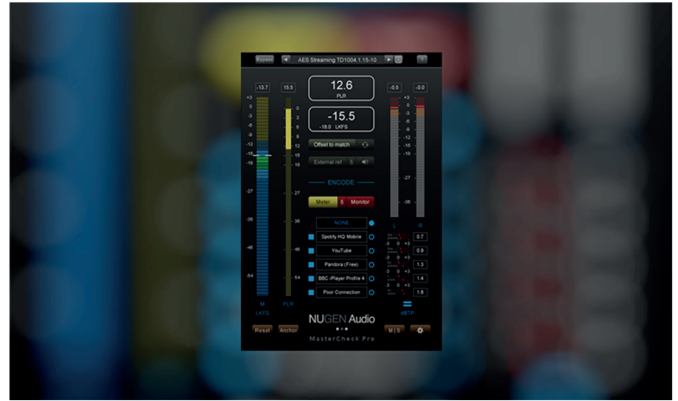 Bypass AES Streaming TD1004.1.15-10 ?
-13.7 15.5 12.6 -0.5 -0.0
PLR
-15.5
-18.0 LKFS
Offset to match
External ref S
ENCODE
Meter S Monitor
NONE
Spotify HQ Mobile 0.7
YouTube 0.9
Pandora (Free) 1.3
BBC iPlayer Profile 4 1.4
Poor Connection 1.8
L R
M PLR
LKFS dBTP
NUGEN Audio
Reset Anchor M | S
MasterCheck Pro